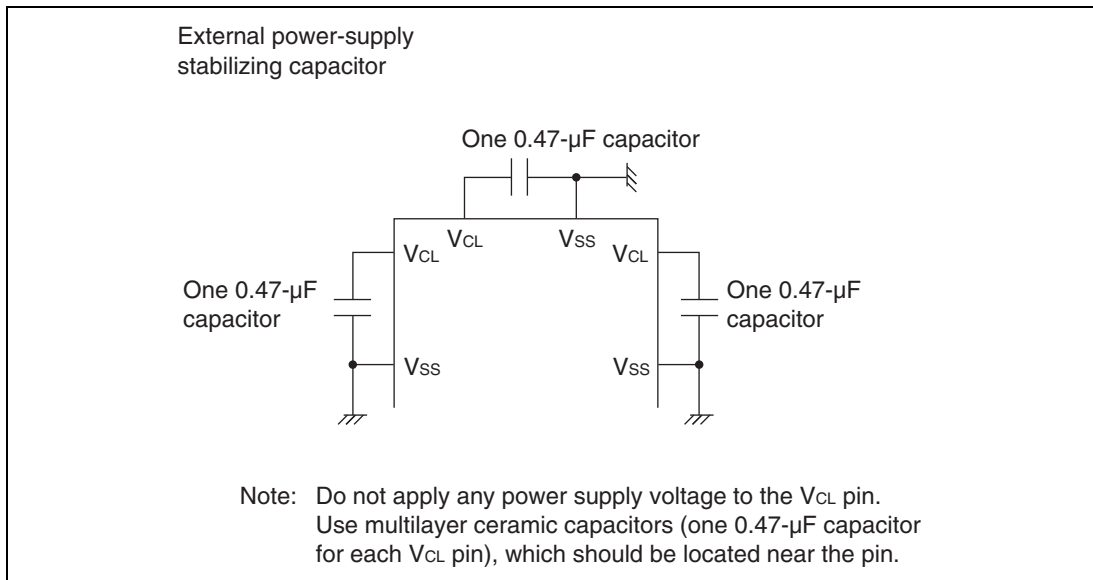 External power-supply
stabilizing capacitor
One 0.47-µF capacitor
VCL
VCL
VSS
VCL
One 0.47-µF
capacitor
One 0.47-µF
capacitor
VSS
VSS
Note: Do not apply any power supply voltage to the VCL pin.
Use multilayer ceramic capacitors (one 0.47-µF capacitor
for each VCL pin), which should be located near the pin.